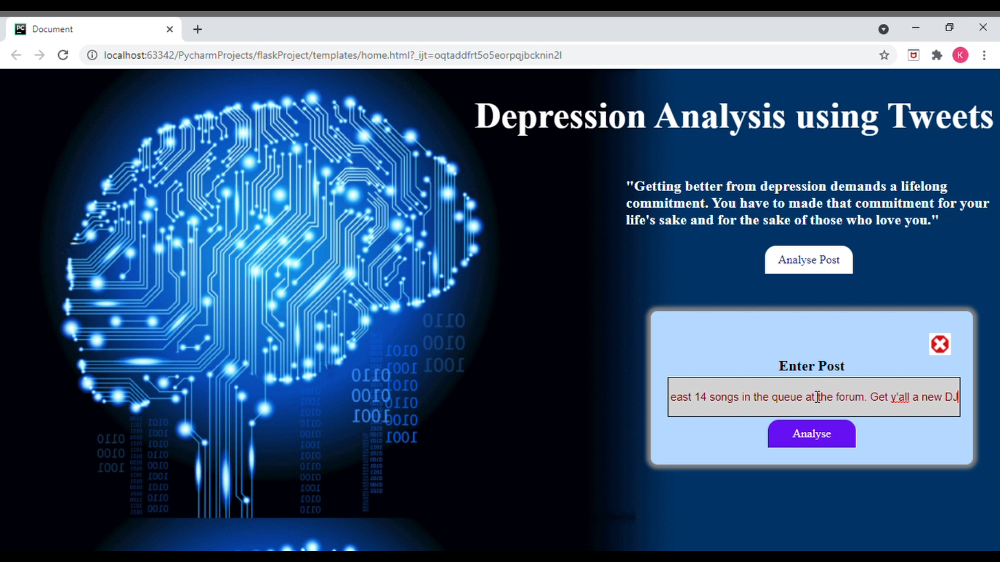 Document
localhost:63342/PycharmProjects/flaskProject/templates/home.html?_ijt=oqtaddfrt5o5eorpqjbcknin2l
K
Depression Analysis using Tweets
"Getting better from depression demands a lifelong
commitment. You have to made that commitment for your
life's sake and for the sake of those who love you."
Analyse Post
Enter Post
east 14 songs in the queue at the forum. Get y'all a new DJ
Analyse